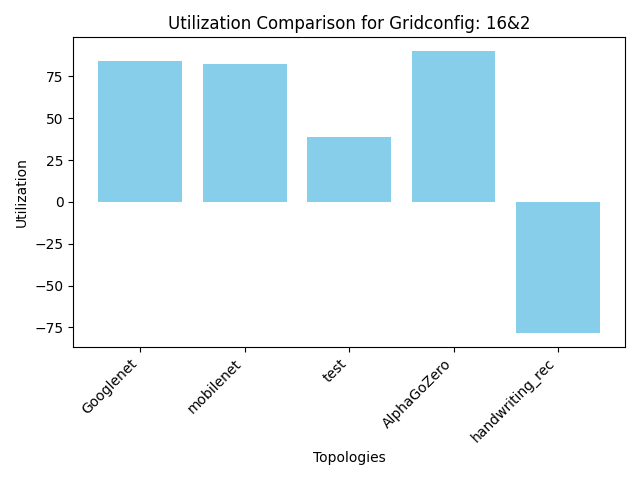 Utilization Comparison for Gridconfig: 16&2
Utilization
75
50
25
0
−25
−50
−75
Googlenet
mobilenet
test
AlphaGoZero
handwriting_rec
Topologies